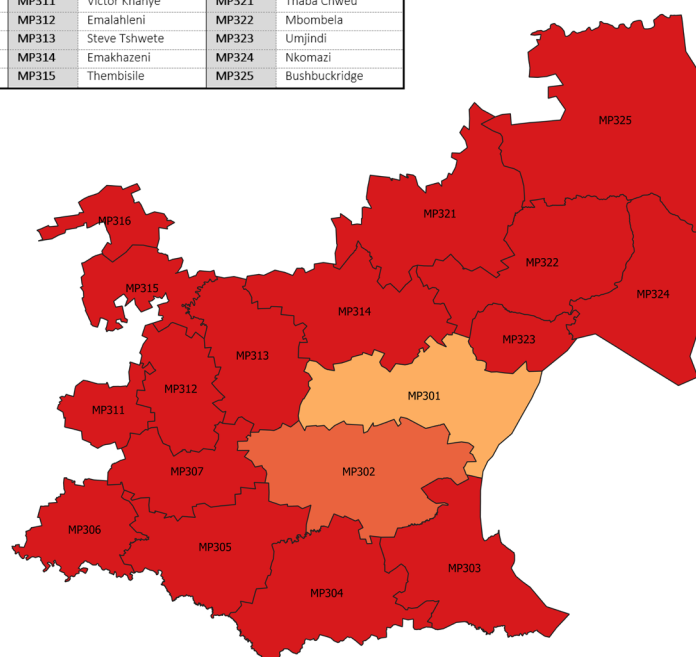 MP311 Victor Khanye MP321 Thaba Chweu
MP312 Emalahleni MP322 Mbombela
MP313 Steve Tshwete MP323 Umjindi
MP314 Emakhazeni MP324 Nkomazi
MP315 Thembisile MP325 Bushbuckridge
MP325
MP321
MP316
MP322
MP315
MP324
MP314
MP323
MP313
MP312
MP301
MP311
MP307
MP302
MP306
MP305
MP303
MP304